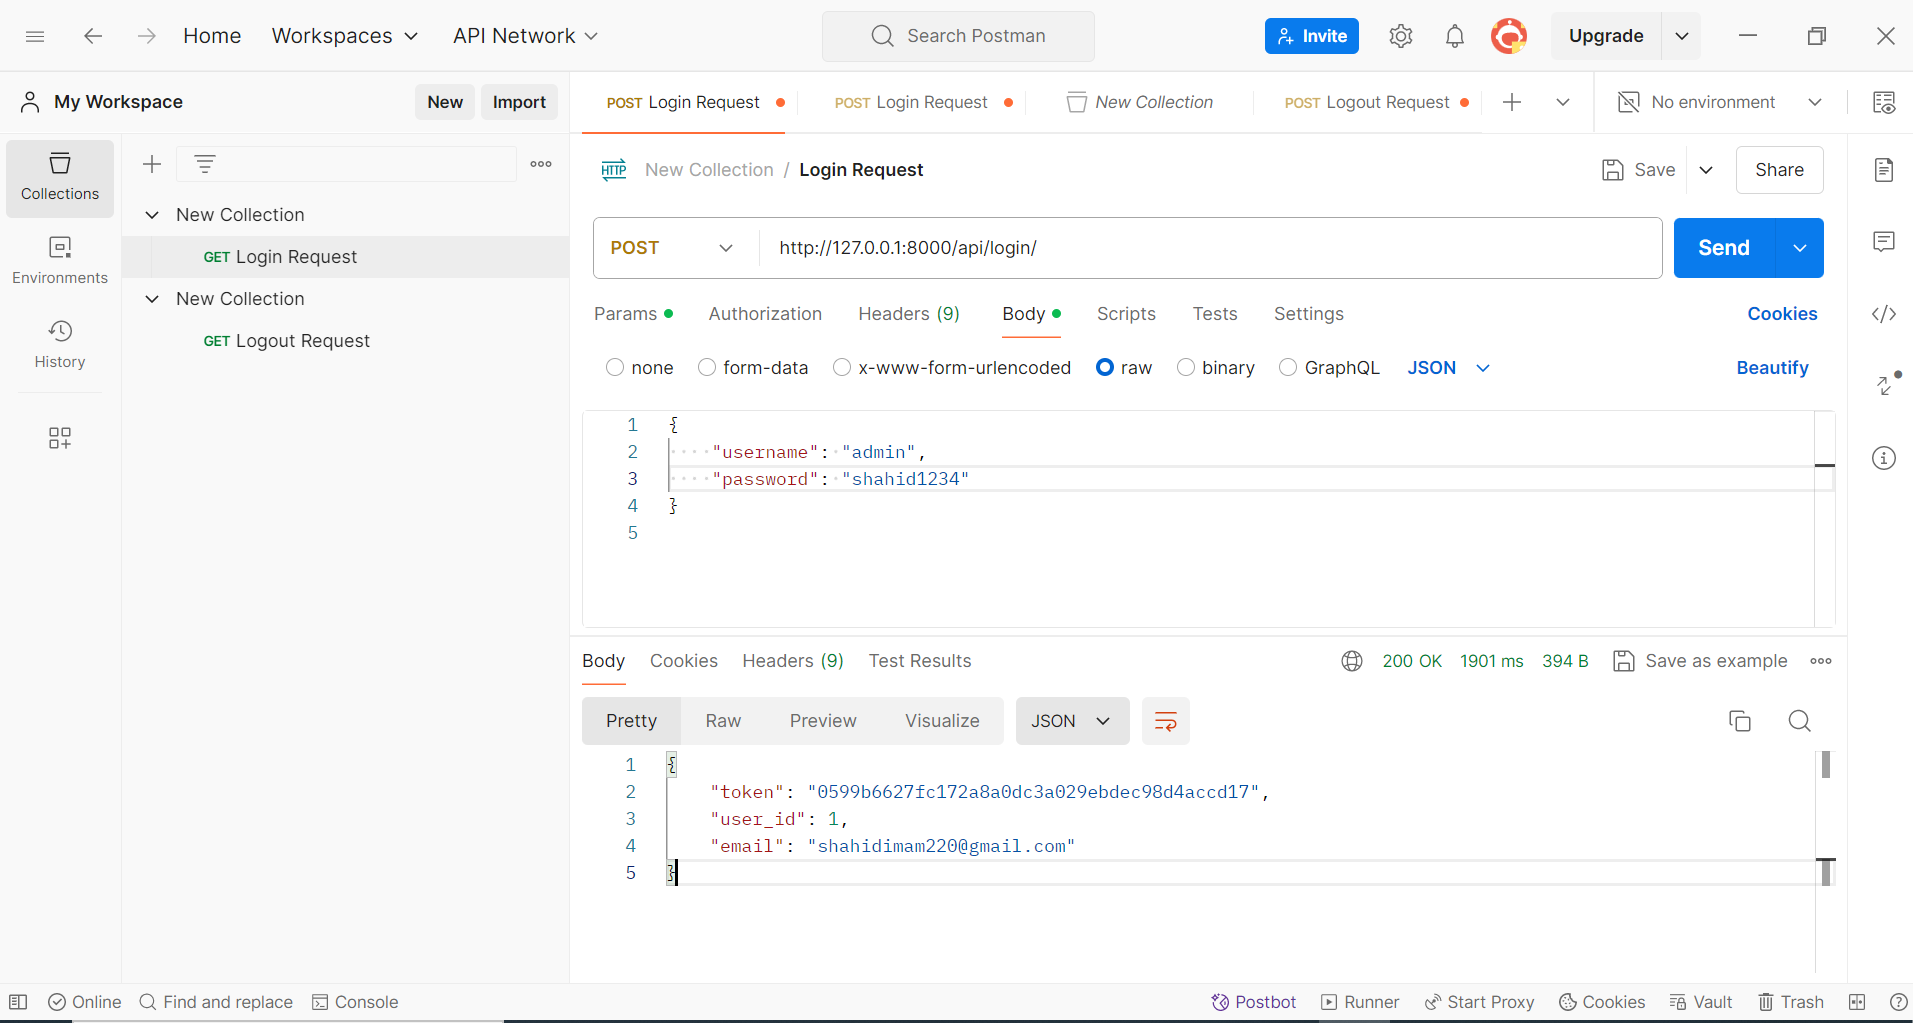 Home Workspaces API Network Search Postman Invite Upgrade
My Workspace New Import POST Login Request POST Login Request New Collection POST Logout Request No environment
Collections
Environments
History
New Collection
GET Login Request
New Collection
GET Logout Request
HTTP New Collection / Login Request Save Share
POST http://127.0.0.1:8000/api/login/ Send
Params Authorization Headers (9) Body Scripts Tests Settings Cookies
none form-data x-www-form-urlencoded raw binary GraphQL JSON Beautify
1 {
2 "username": "admin",
3 "password": "shahid1234"
4 }
5
Body Cookies Headers (9) Test Results 200 OK 1901 ms 394 B Save as example
Pretty Raw Preview Visualize JSON
1 {
2 "token": "0599b6627fc172a8a0dc3a029ebdec98d4accd17",
3 "user_id": 1,
4 "email": "shahidimam220@gmail.com"
5 }
Online Find and replace Console Postbot Runner Start Proxy Cookies Vault Trash